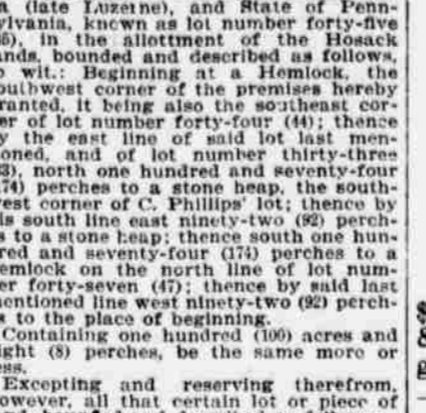 a (late Luzerne), and State of Penn-
ylvania, known as lot number forty-five
5), in the allottment of the Hosack
ands, bounded and described as follows,
o wit.: Beginning at a Hemlock, the
outhwest corner of the premises hereby
ranted, it being also the southeast cor-
er of lot number forty-four (44); thence
y the east line of said lot last men-
oned, and of lot number thirty-three
3), north one hundred and seventy-four
74) perches to a stone heap, the south-
est corner of C. Phillips' lot; thence by
is south line east ninety-two (92) perch-
s to a stone heap; thence south one hun-
red and seventy-four (174) perches to a
emlock on the north line of lot num-
er forty-seven (47); thence by said last
entioned line west ninety-two (92) perch-
s to the place of beginning.
Containing one hundred (100) acres and
ight (8) perches, be the same more or
ess.
Excepting and reserving therefrom,
owever, all that certain lot or piece of